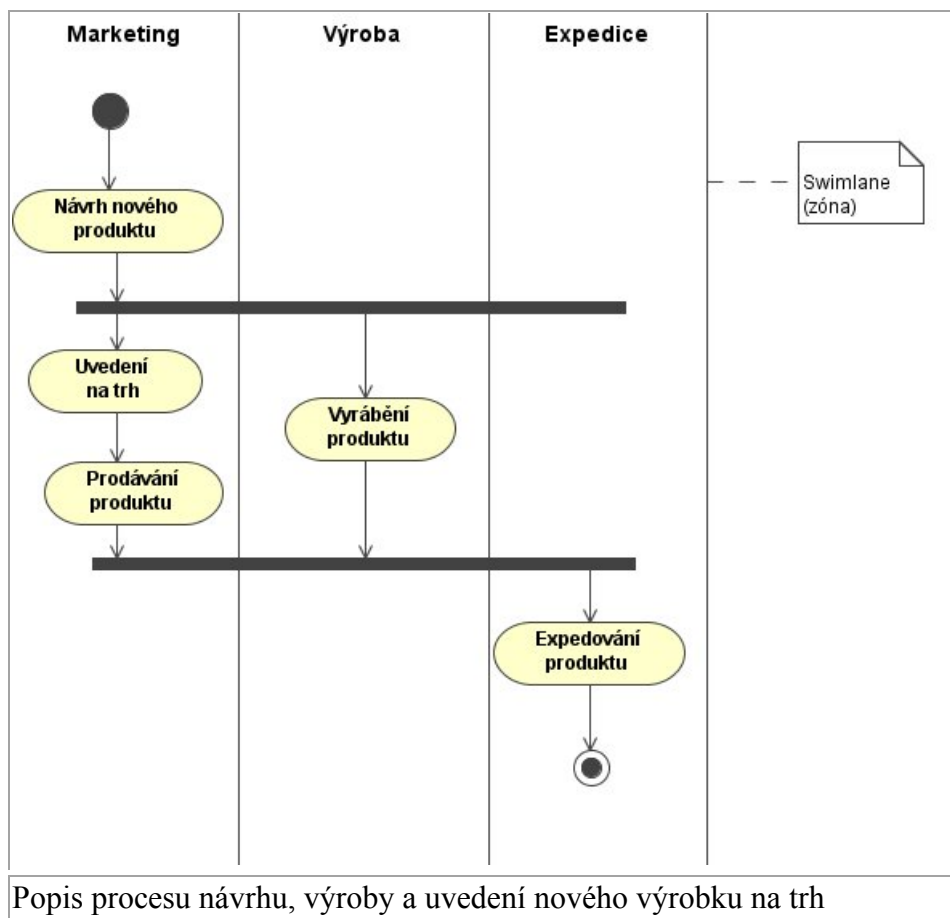 Marketing
Výroba
Expedice
Swimlane
(zóna)
Návrh nového
produktu
Uvedení
na trh
Vyrábění
produktu
Prodávání
produktu
Expedování
produktu
Popis procesu návrhu, výroby a uvedení nového výrobku na trh